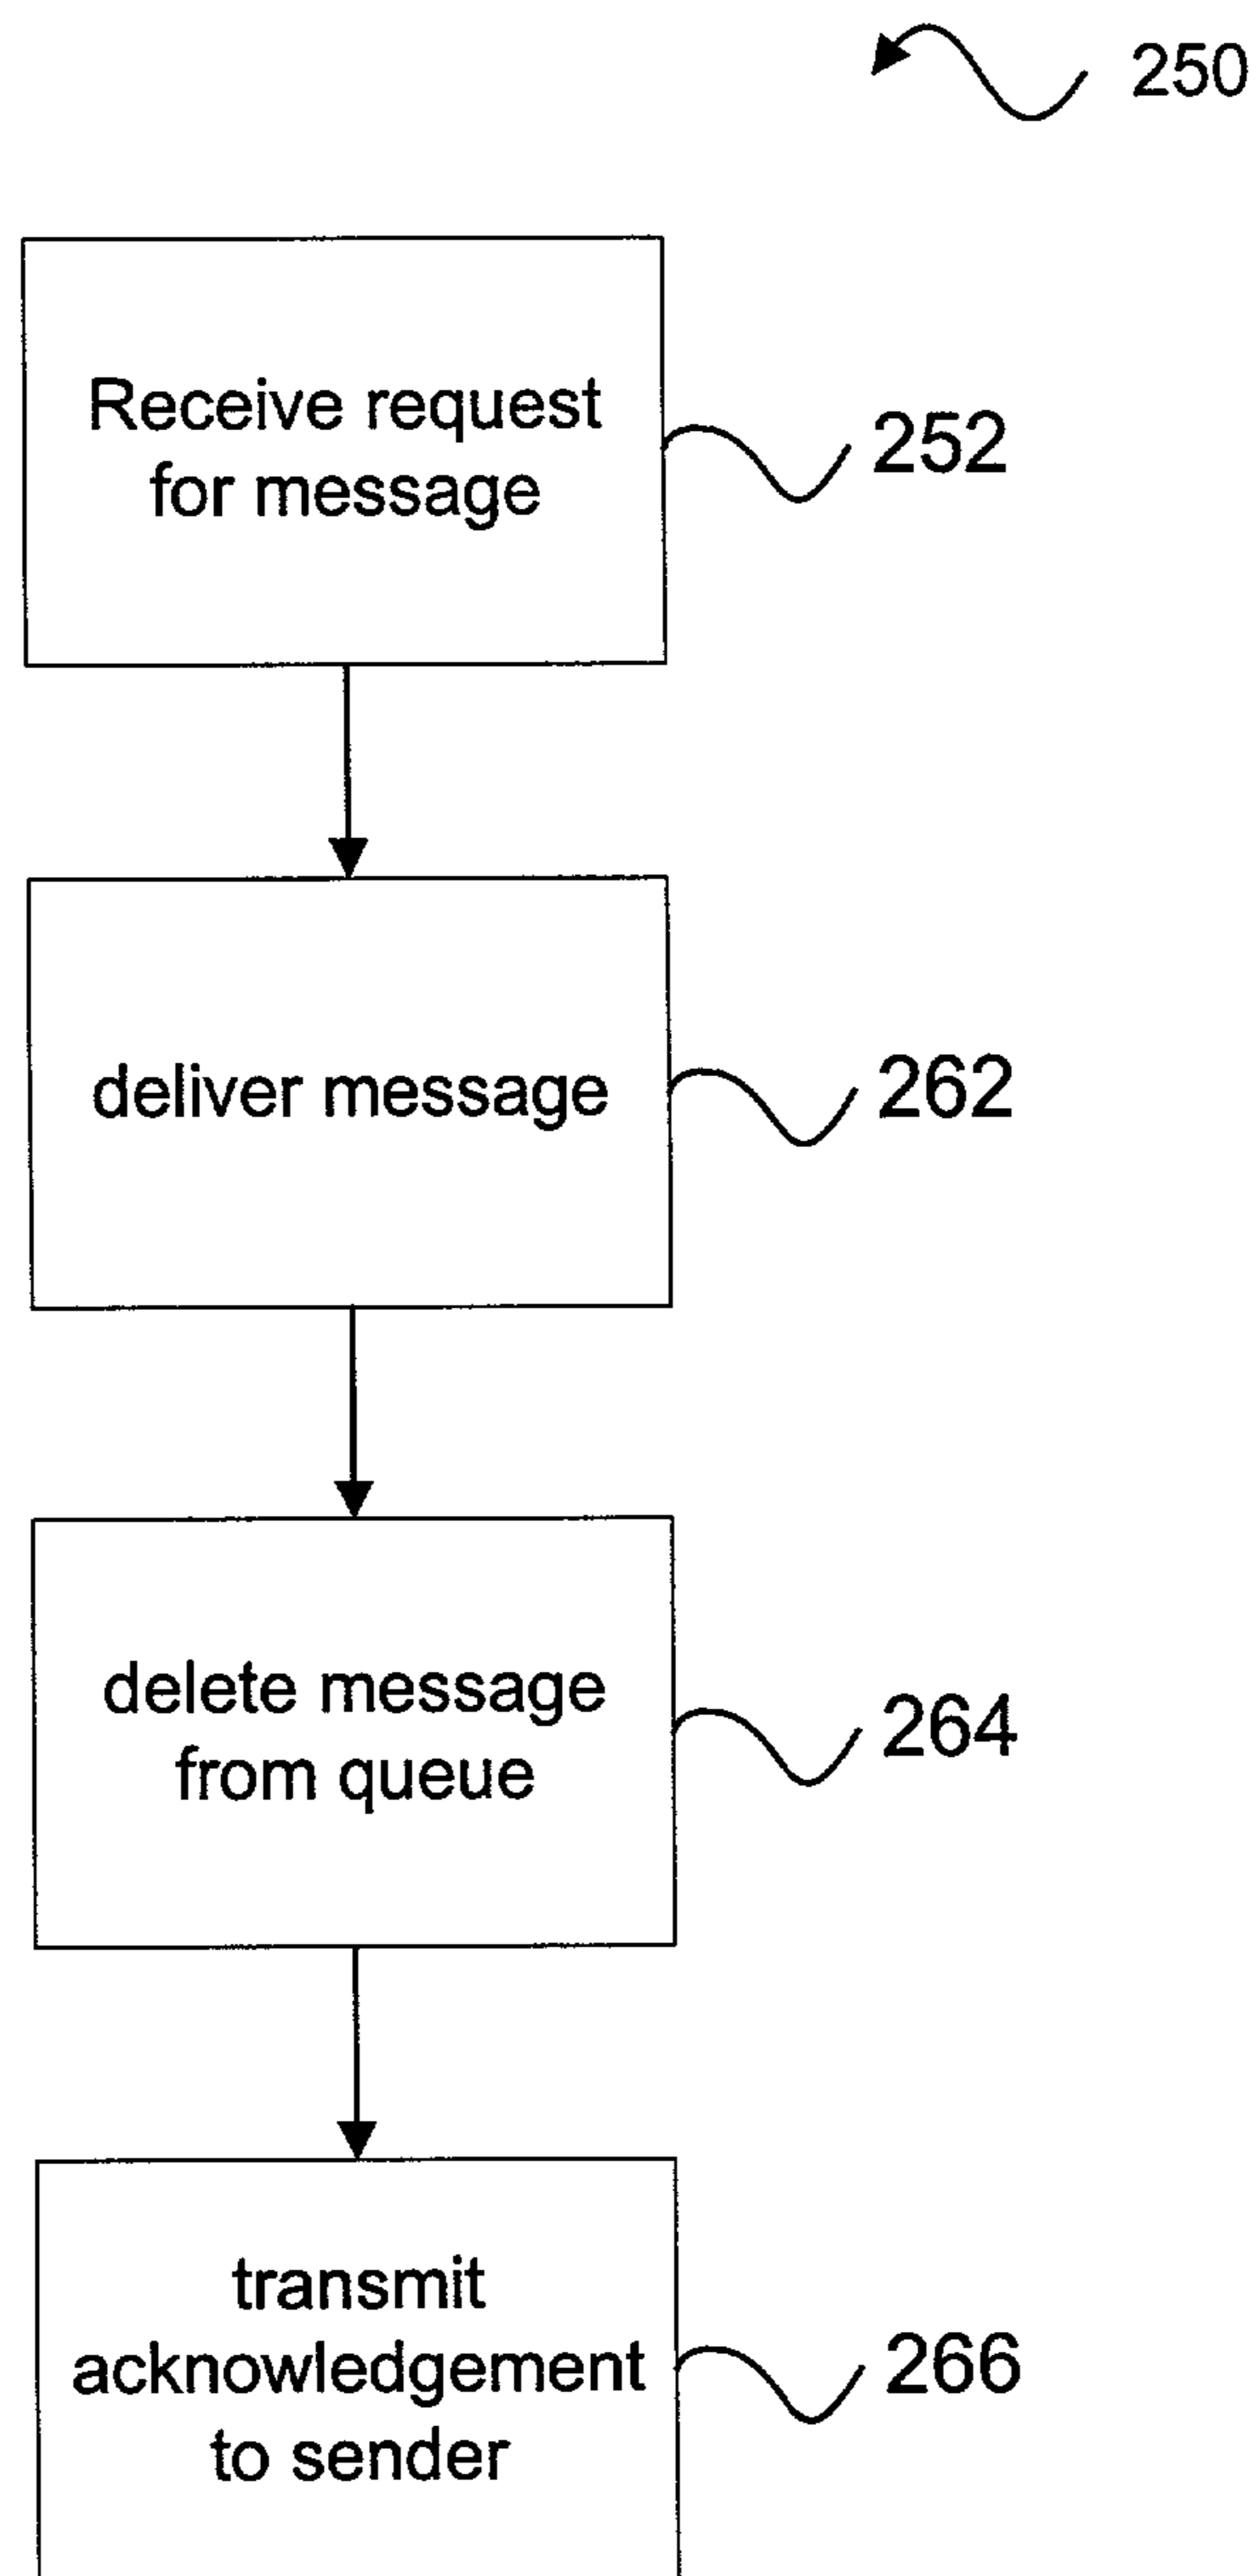 250
Receive request
for message
252
deliver message
262
delete message
from queue
264
transmit
acknowledgement
to sender
266